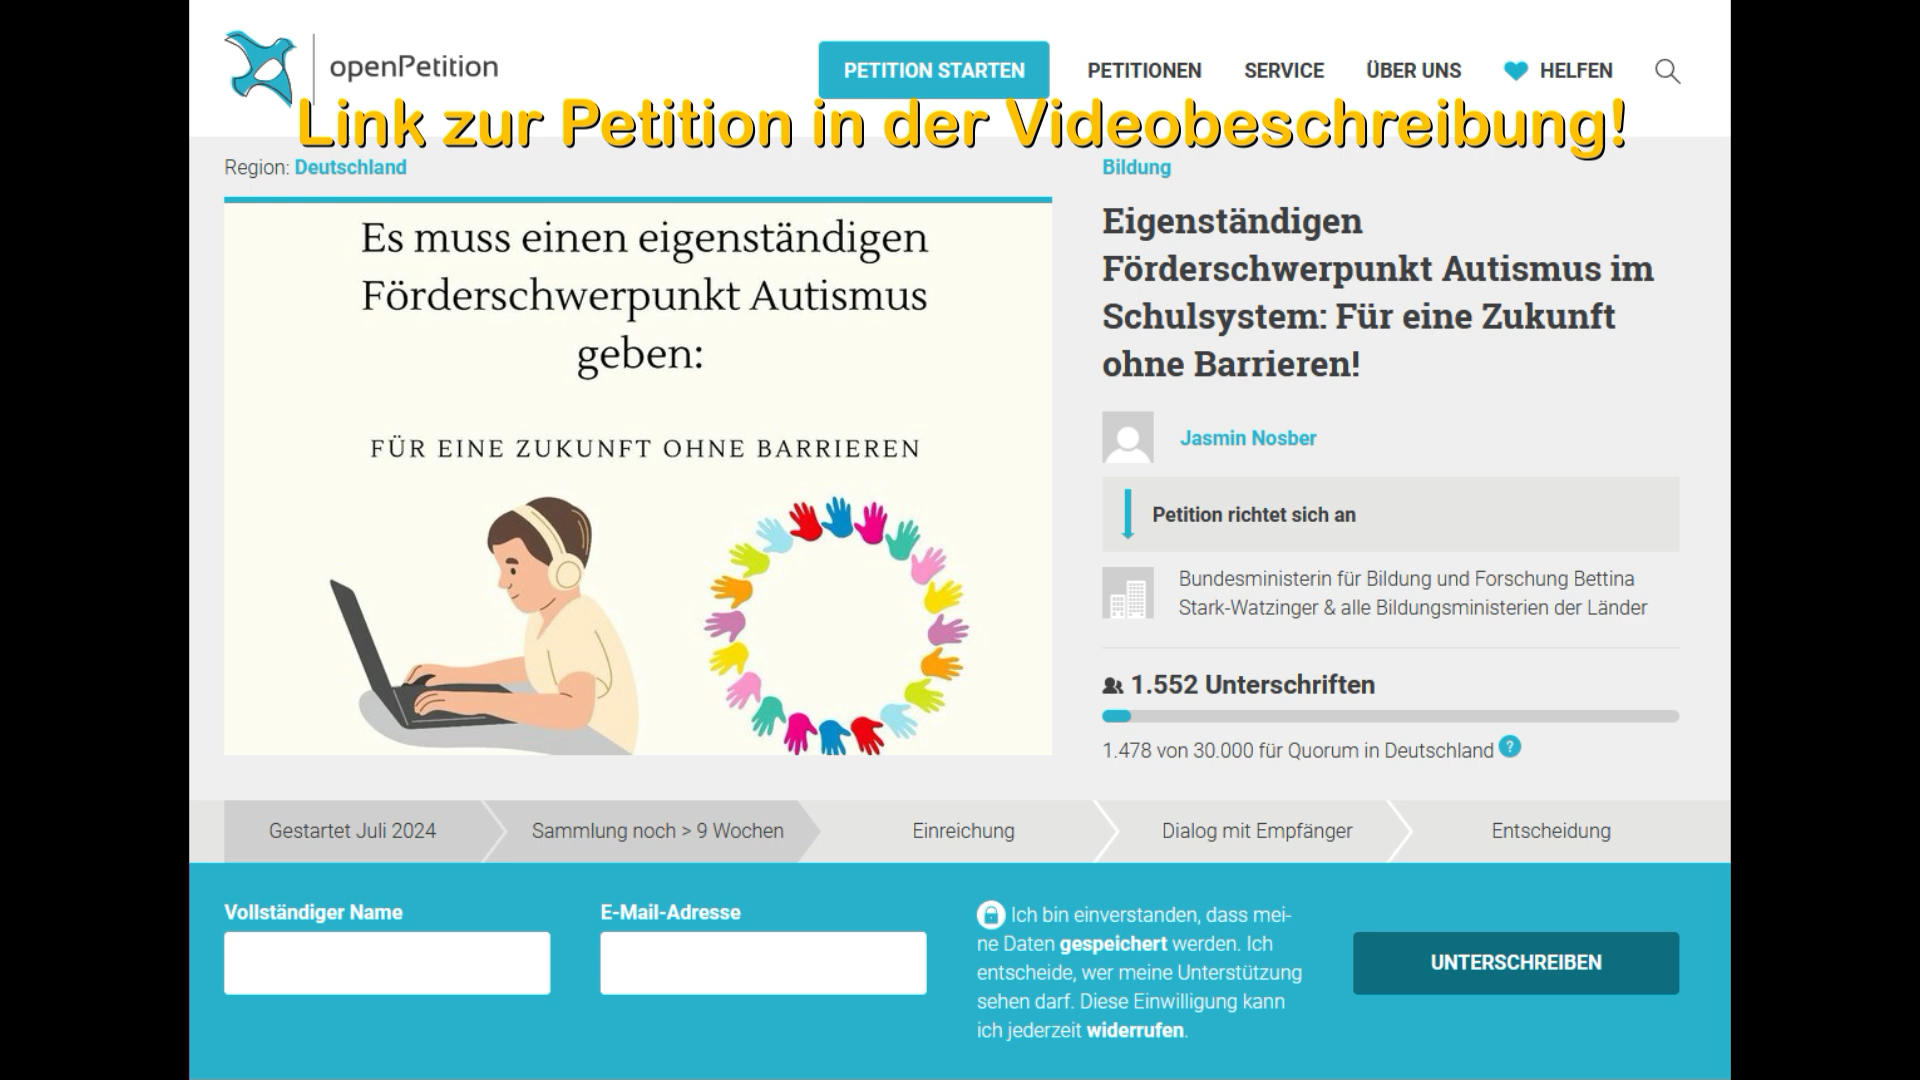 openPetition
PETITION STARTEN
PETITIONEN
SERVICE
ÜBER UNS
HELFEN
Link zur Petition in der Videobeschreibung!
Region: Deutschland
Es muss einen eigenständigen
Förderschwerpunkt Autismus
geben:
FÜR EINE ZUKUNFT OHNE BARRIEREN
Bildung
Eigenständigen
Förderschwerpunkt Autismus im
Schulsystem: Für eine Zukunft
ohne Barrieren!
Jasmin Nosber
Petition richtet sich an
Bundesministerin für Bildung und Forschung Bettina
Stark-Watzinger & alle Bildungsministerien der Länder
1.552 Unterschriften
1.478 von 30.000 für Quorum in Deutschland ?
Gestartet Juli 2024
Sammlung noch > 9 Wochen
Einreichung
Dialog mit Empfänger
Entscheidung
Vollständiger Name
E-Mail-Adresse
Ich bin einverstanden, dass mei-
ne Daten gespeichert werden. Ich
entscheide, wer meine Unterstützung
sehen darf. Diese Einwilligung kann
ich jederzeit widerrufen.
UNTERSCHREIBEN